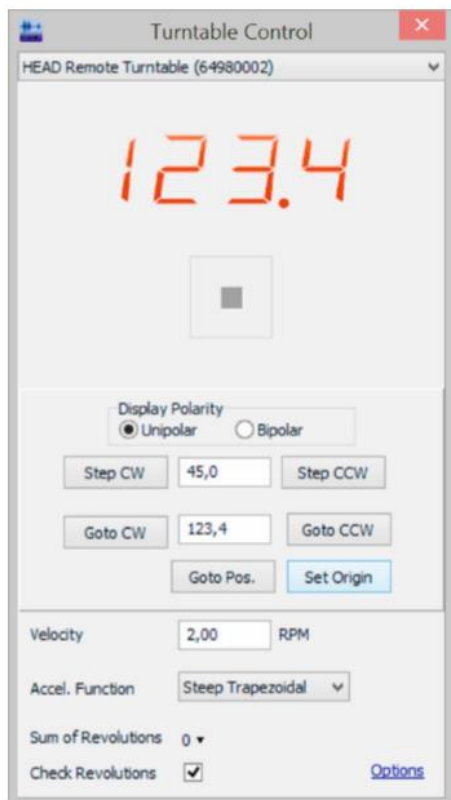 Turntable Control
HEAD Remote Turntable (64980002)
123.4
Display Polarity
Unipolar Bipolar
Step CW 45,0 Step CCW
Goto CW 123,4 Goto CCW
Goto Pos. Set Origin
Velocity 2,00 RPM
Accel. Function Steep Trapezoidal
Sum of Revolutions 0
Check Revolutions Options